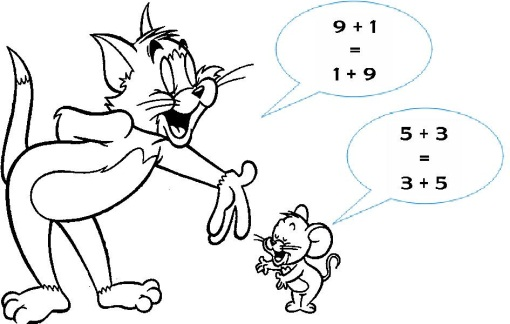 9 + 1
=
1 + 9
5 + 3
=
3 + 5